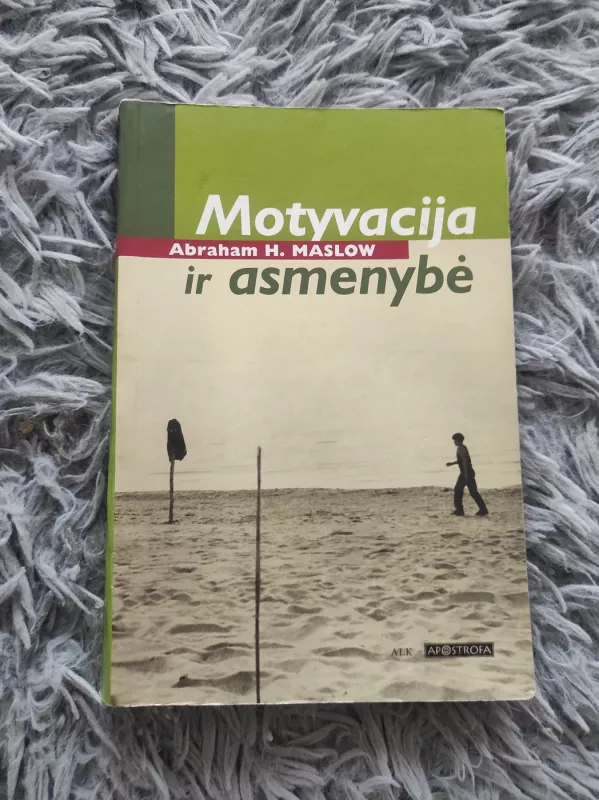 Motyvacija
Abraham H. MASLOW
ir asmenybė
ALK APOSTROFA